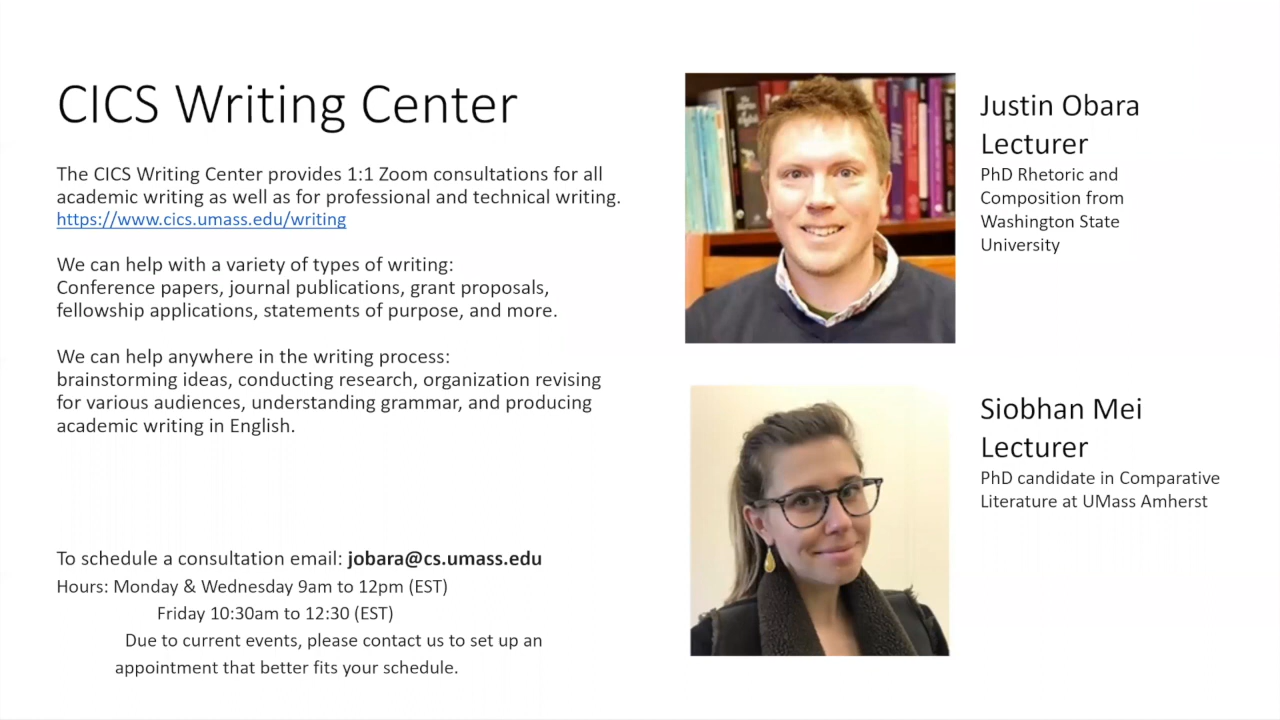 CICS Writing Center
The CICS Writing Center provides 1:1 Zoom consultations for all
academic writing as well as for professional and technical writing.
https://www.cics.umass.edu/writing
We can help with a variety of types of writing:
Conference papers, journal publications, grant proposals,
fellowship applications, statements of purpose, and more.
We can help anywhere in the writing process:
brainstorming ideas, conducting research, organization revising
for various audiences, understanding grammar, and producing
academic writing in English.
To schedule a consultation email: jobara@cs.umass.edu
Hours: Monday & Wednesday 9am to 12pm (EST)
Friday 10:30am to 12:30 (EST)
Due to current events, please contact us to set up an
appointment that better fits your schedule.
Justin Obara
Lecturer
PhD Rhetoric and
Composition from
Washington State
University
Siobhan Mei
Lecturer
PhD candidate in Comparative
Literature at UMass Amherst